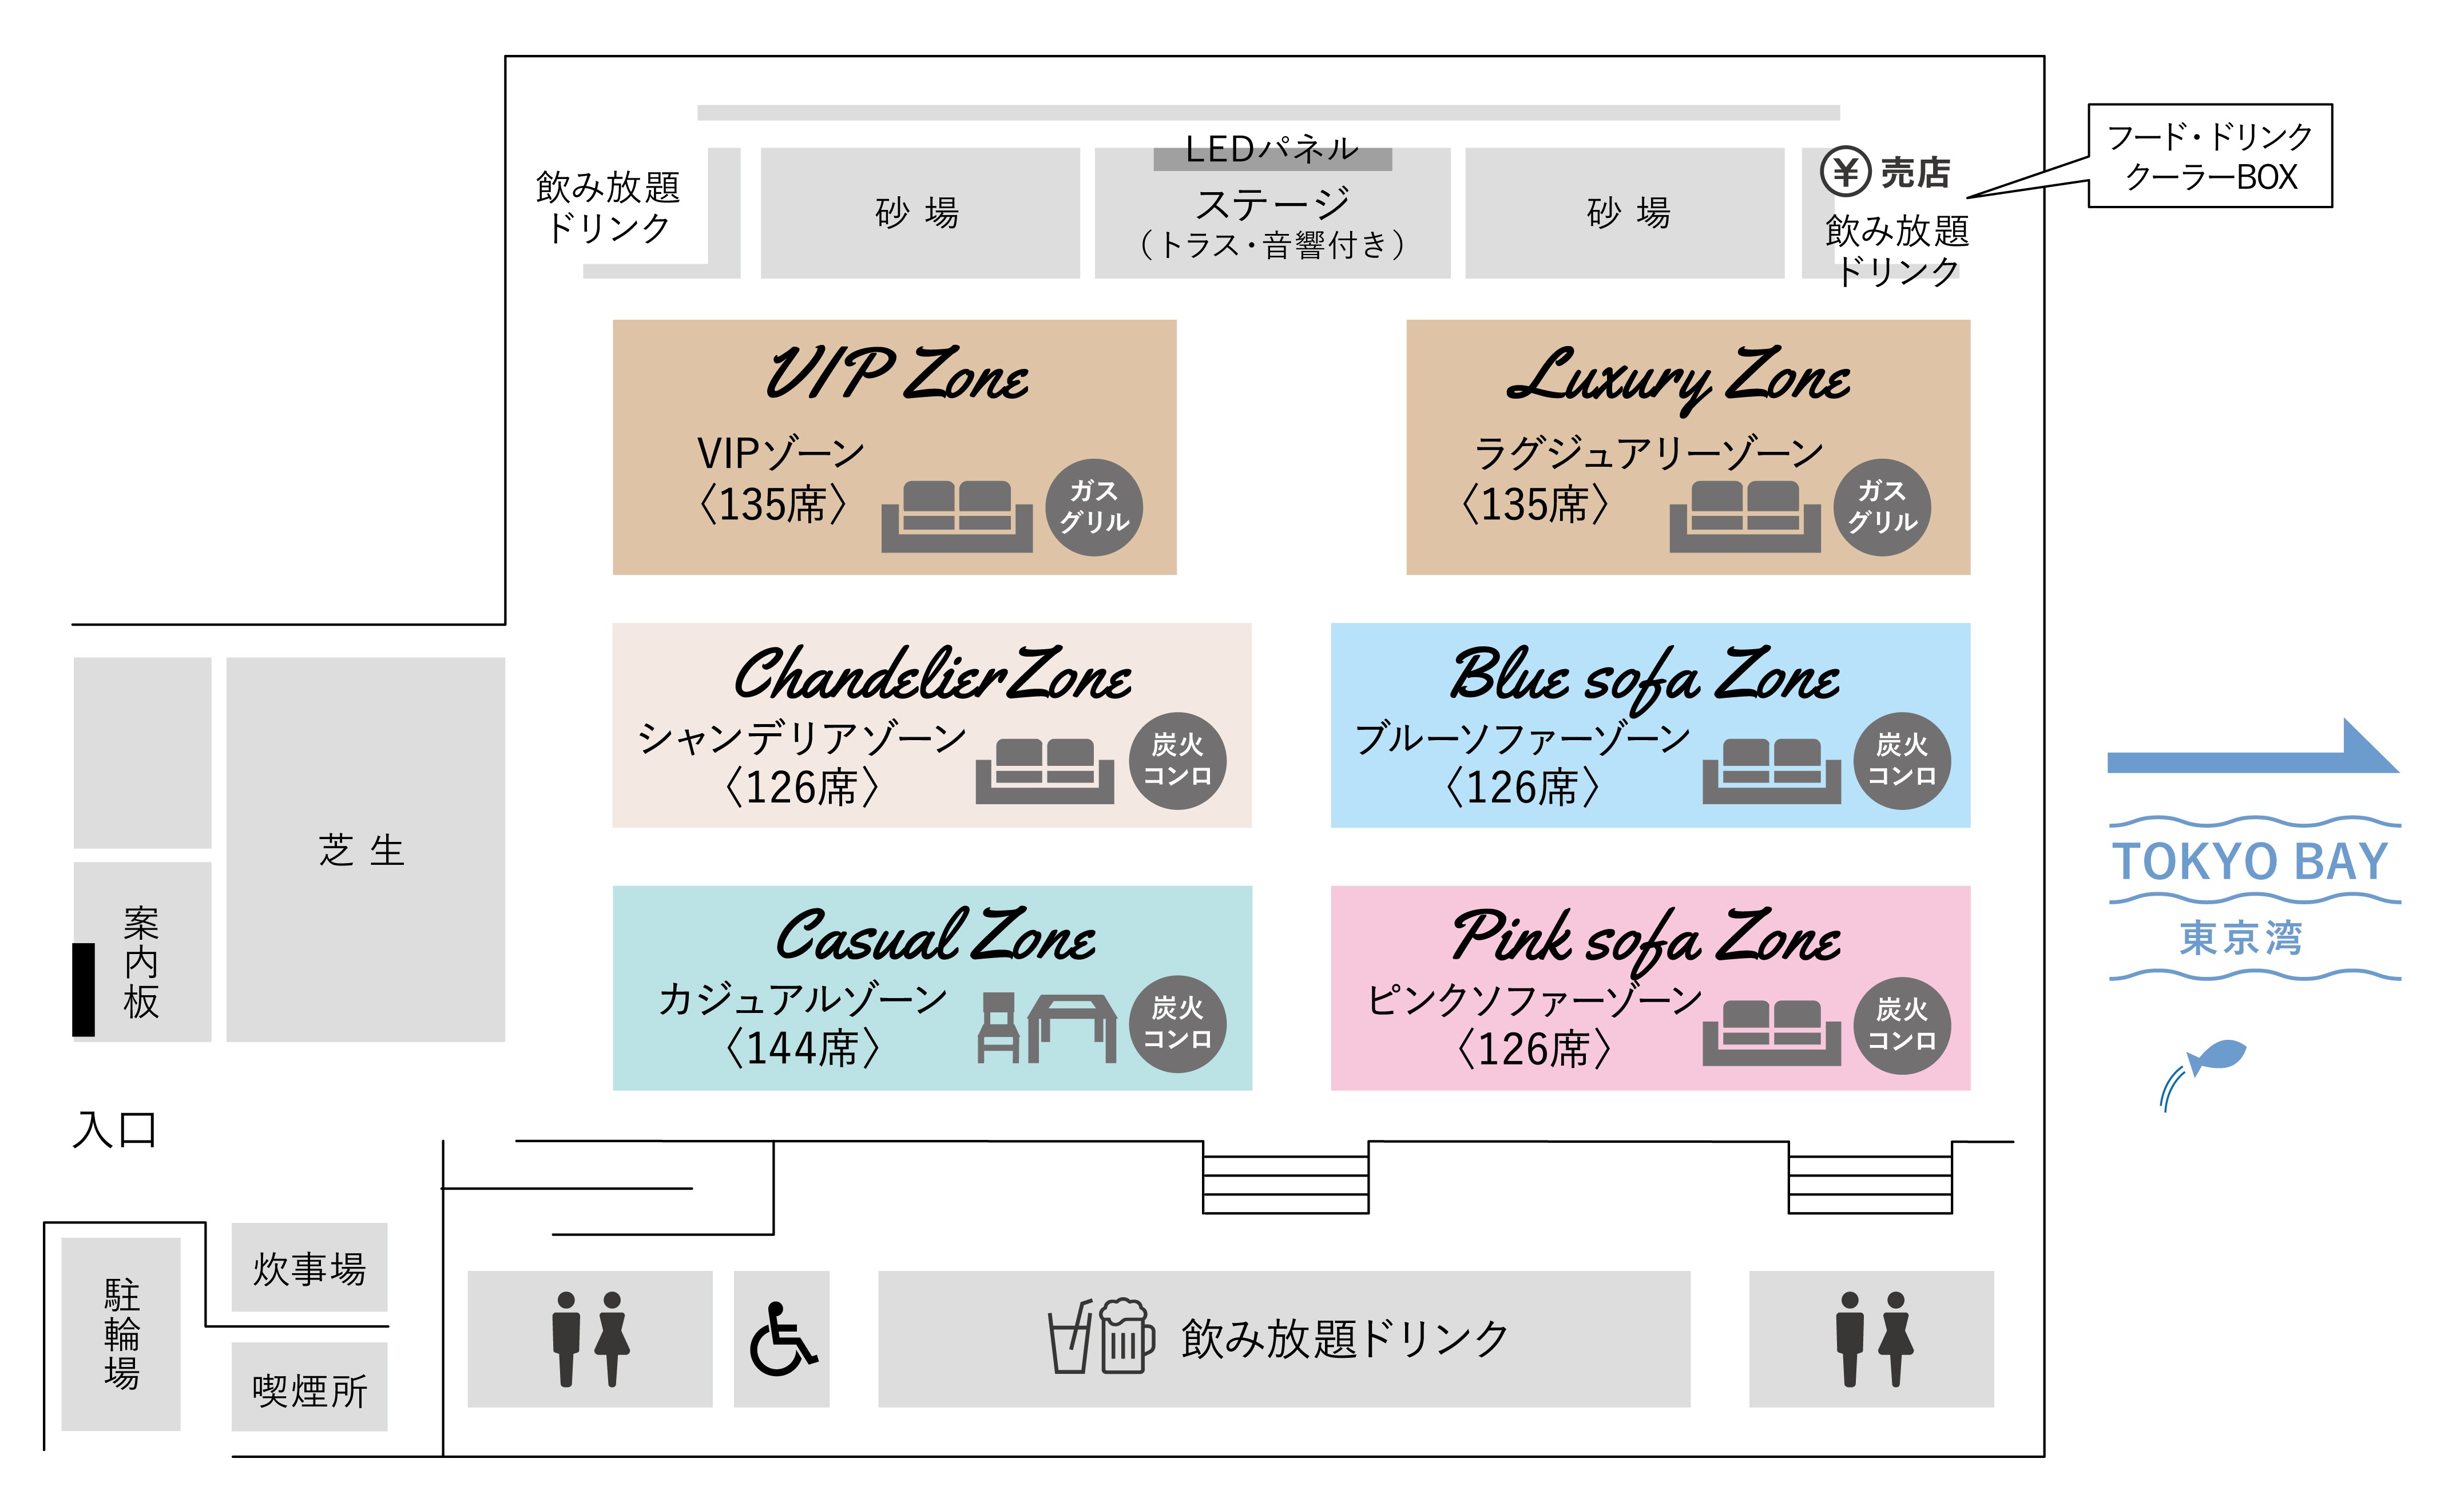 LEDパネル
ステージ
（トラス・音響付き）
飲み放題
ドリンク
砂 場
砂 場
¥ 売店
飲み放題
ドリンク
フード・ドリンク
クーラーBOX
VIP Zone
VIPゾーン
〈135席〉
ガス
グリル
Luxury Zone
ラグジュアリーゾーン
〈135席〉
ガス
グリル
Chandelier Zone
シャンデリアゾーン
〈126席〉
炭火
コンロ
Blue sofa Zone
ブルーソファーゾーン
〈126席〉
炭火
コンロ
Casual Zone
カジュアルゾーン
〈144席〉
炭火
コンロ
Pink sofa Zone
ピンクソファーゾーン
〈126席〉
炭火
コンロ
TOKYO BAY
東京湾
芝 生
案内板
入口
炊事場
駐輪場
喫煙所
飲み放題ドリンク